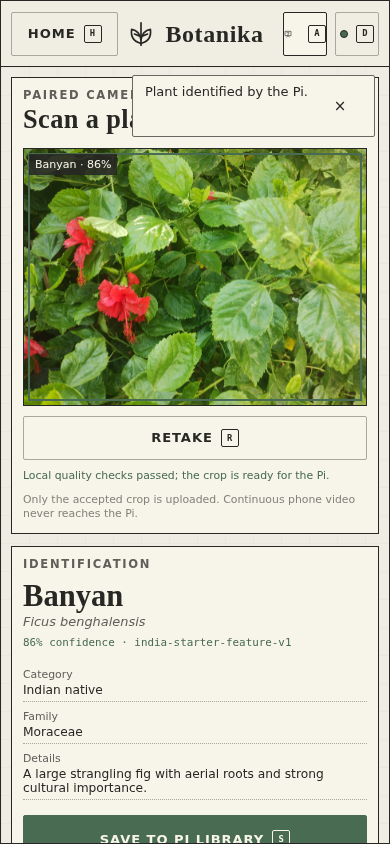 HOME H
Botanika
A
D
Plant identified by the Pi.
×
PAIRED CAME
Scan a pla
Banyan · 86%
RETAKE R
Local quality checks passed; the crop is ready for the Pi.
Only the accepted crop is uploaded. Continuous phone video
never reaches the Pi.
IDENTIFICATION
Banyan
Ficus benghalensis
86% confidence · india-starter-feature-v1
Category
Indian native
Family
Moraceae
Details
A large strangling fig with aerial roots and strong
cultural importance.
SAVE TO PI LIBRARY S